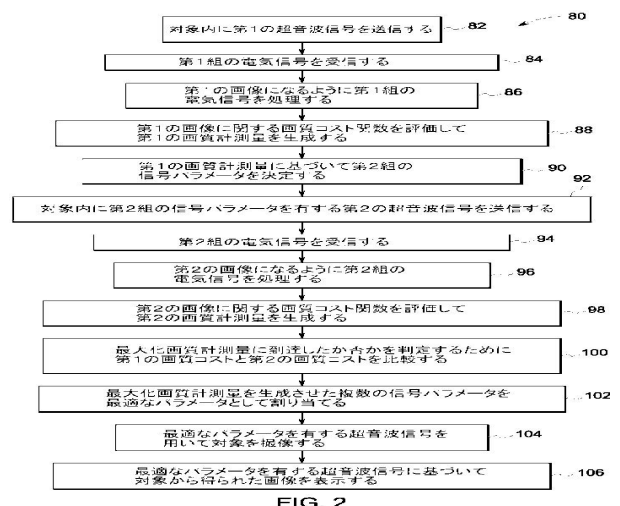 80
対象内に第1の超音波信号を送信する
82
第1組の電気信号を受信する
84
第1の画像になるように第1組の
電気信号を処理する
86
第1の画像に関する画質コスト関数を評価して
第1の画質計測量を生成する
88
第1の画質計測量に基づいて第2組の
信号パラメータを決定する
90
92
対象内に第2組の信号パラメータを有する第2の超音波信号を送信する
第2組の電気信号を受信する
94
第2の画像になるように第2組の
電気信号を処理する
96
第2の画像に関する画質コスト関数を評価して
第2の画質計測量を生成する
98
最大化画質計測量に到達したか否かを判定するために
第1の画質コストと第2の画質コストを比較する
100
最大化画質計測量を生成させた複数の信号パラメータを
最適なパラメータとして割り当てる
102
最適なパラメータを有する超音波信号を
用いて対象を撮像する
104
最適なパラメータを有する超音波信号に基づいて
対象から得られた画像を表示する
106
FIG. 2